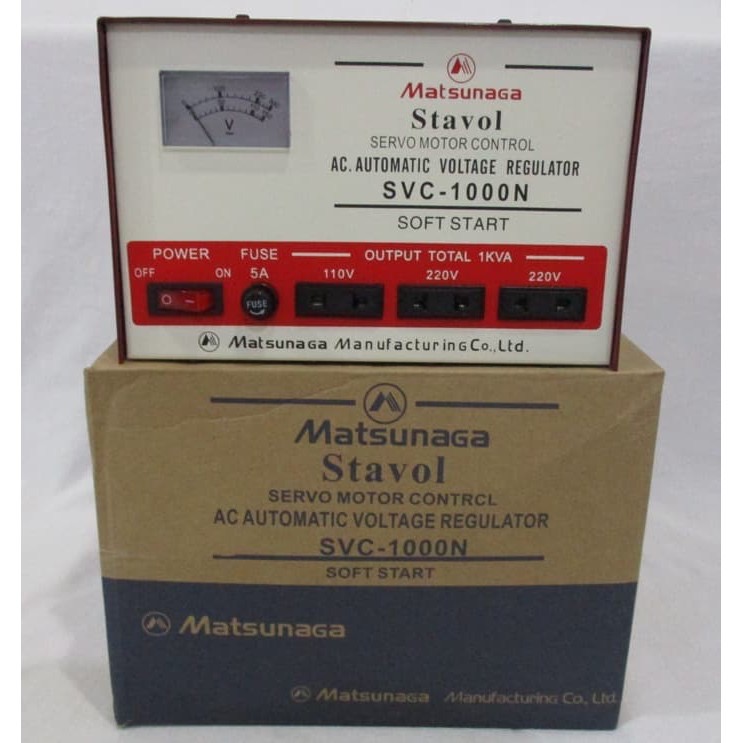 V
Matsunaga
Stavol
SERVO MOTOR CONTROL
AC. AUTOMATIC VOLTAGE REGULATOR
SVC-1000N
SOFT START
POWER
FUSE
OUTPUT TOTAL 1KVA
OFF
ON
5A
110V
220V
220V
FUSE
Matsunaga Manufacturing Co.,Ltd.
Matsunaga
Stavol
SERVO MOTOR CONTRCL
AC AUTOMATIC VOLTAGE REGULATOR
SVC-1000N
SOFT START
Matsunaga
Matsunaga Manufacturing Co., Ltd.